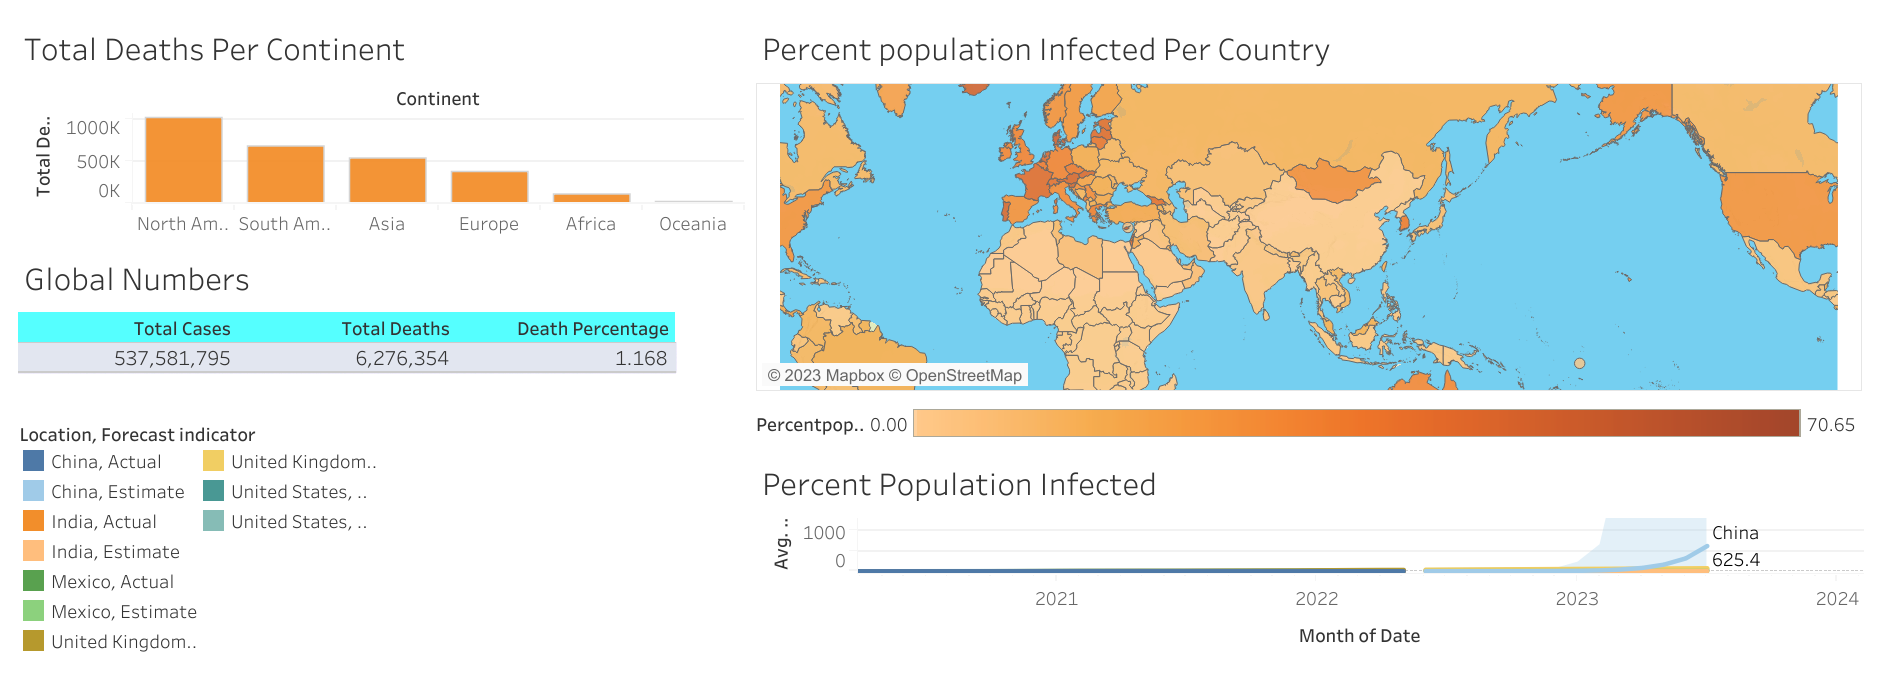 Total Deaths Per Continent
Continent
Total De..
1000K
500K
0K
North Am.. South Am.. Asia Europe Africa Oceania
Global Numbers
Total Cases Total Deaths Death Percentage
537,581,795 6,276,354 1.168
Location, Forecast indicator
China, Actual
China, Estimate
India, Actual
India, Estimate
Mexico, Actual
Mexico, Estimate
United Kingdom..
United Kingdom..
United States, ..
United States, ..
Percent population Infected Per Country
© 2023 Mapbox © OpenStreetMap
Percentpop.. 0.00 70.65
Percent Population Infected
Avg. ..
1000
0
China
625.4
2021 2022 2023 2024
Month of Date